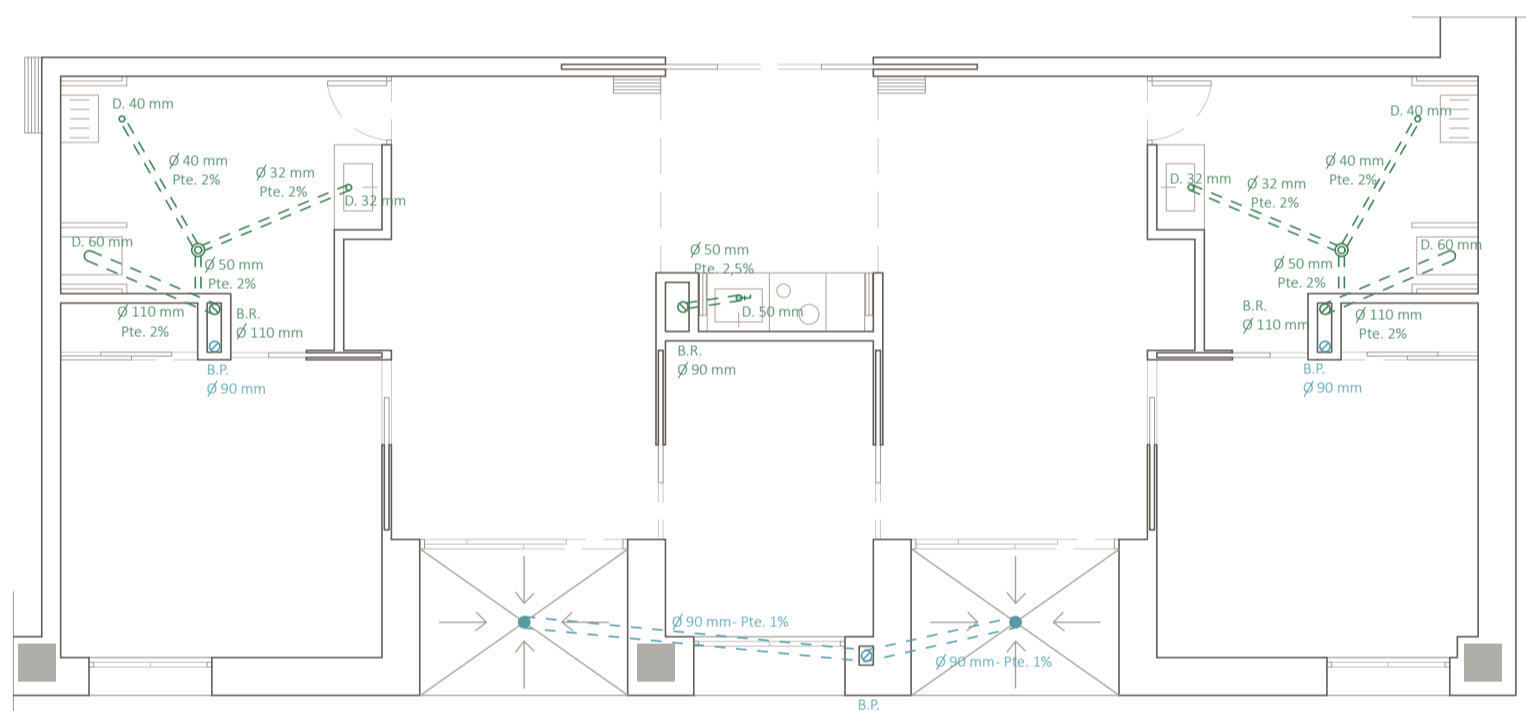 D. 40 mm
Ø 40 mm
Pte. 2%
Ø 32 mm
Pte. 2%
D. 32 mm
D. 60 mm
Ø 50 mm
Pte. 2%
Ø 110 mm
Pte. 2%
B.R.
Ø 110 mm
B.P.
Ø 90 mm
Ø 50 mm
Pte. 2,5%
D. 50 mm
B.R.
Ø 90 mm
D. 40 mm
Ø 40 mm
Pte. 2%
D. 32 mm
Ø 32 mm
Pte. 2%
D. 60 mm
Ø 50 mm
Pte. 2%
B.R.
Ø 110 mm
Ø 110 mm
Pte. 2%
B.P.
Ø 90 mm
Ø 90 mm- Pte. 1%
Ø 90 mm- Pte. 1%
B.P.